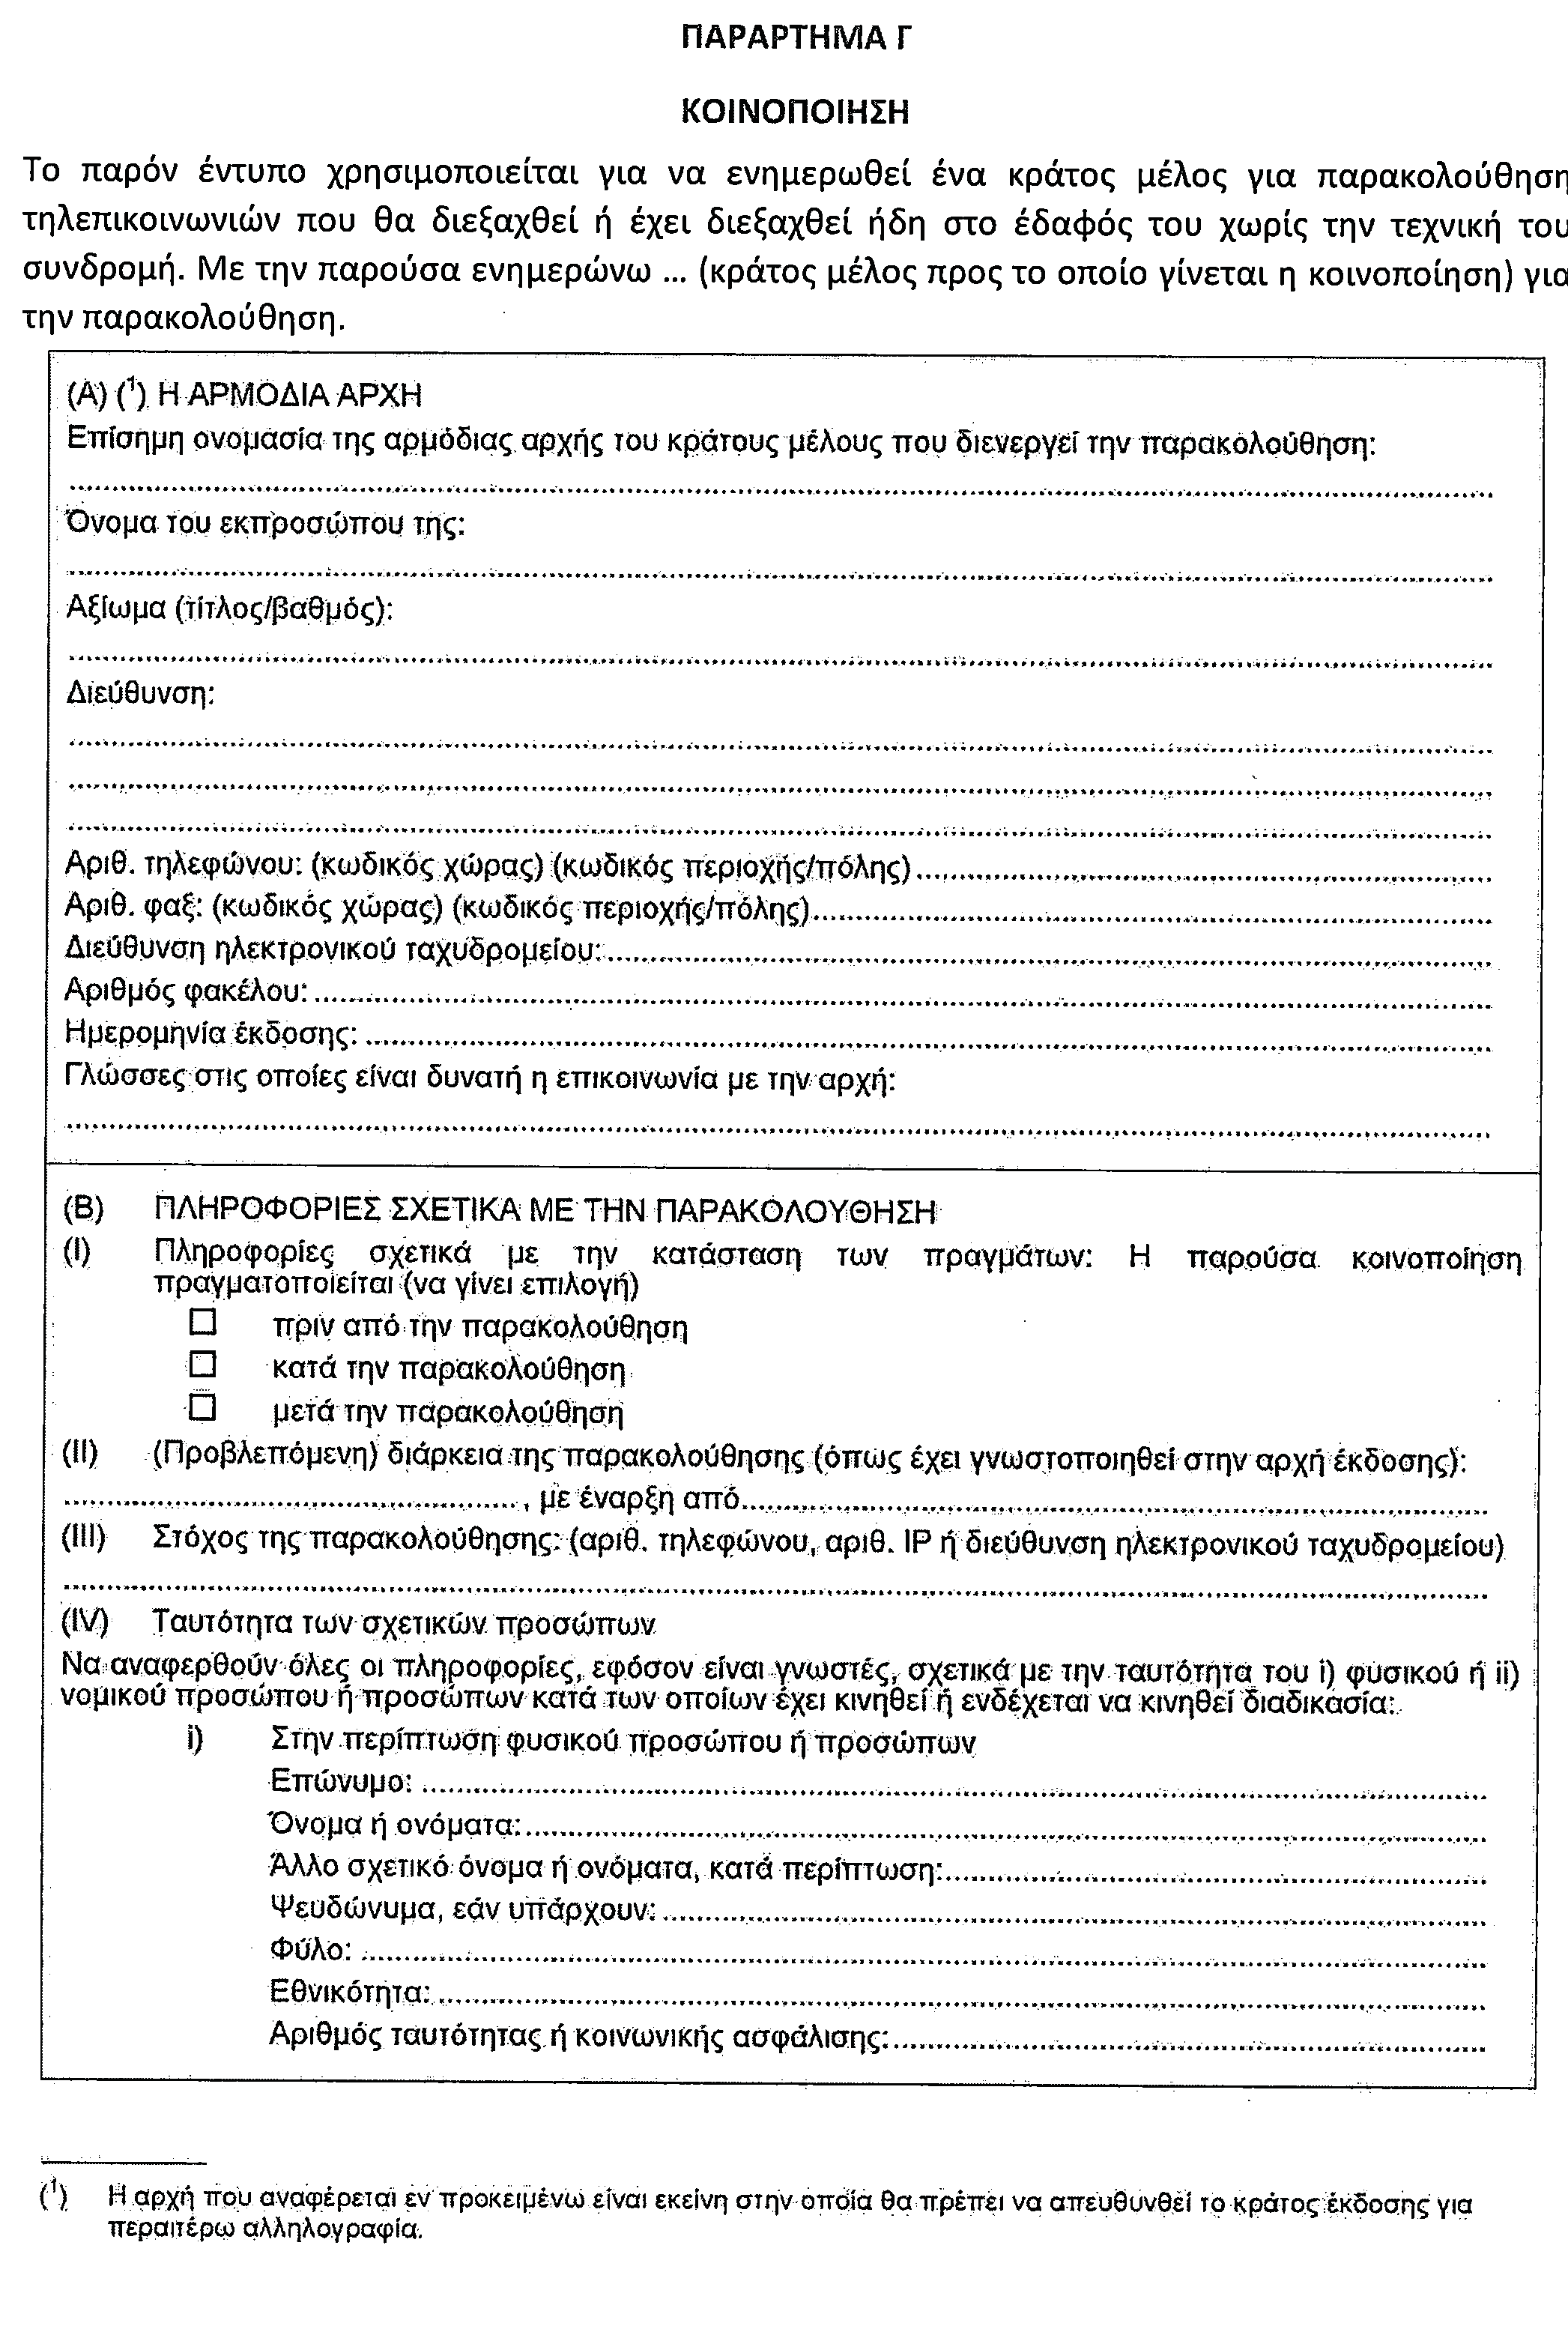 ΠΑΡΑΡΤΗΜΑ Γ
ΚΟΙΝΟΠΟΙΗΣΗ
Το παρόν έντυπο χρησιμοποιείται για να ενημερωθεί ένα κράτος μέλος για παρακολούθηση
τηλεπικοινωνιών που θα διεξαχθεί ή έχει διεξαχθεί ήδη στο έδαφός του χωρίς την τεχνική του
συνδρομή. Με την παρούσα ενημερώνω ... (κράτος μέλος προς το οποίο γίνεται η κοινοποίηση) για
την παρακολούθηση.
(Α) (1) Η ΑΡΜΟΔΙΑ ΑΡΧΗ
Επίσημη ονομασία της αρμόδιας αρχής του κράτους μέλους που διενεργεί την παρακολούθηση:
Όνομα του εκπροσώπου της:
Αξίωμα (τίτλος/βαθμός):
Διεύθυνση:
Αριθ. τηλεφώνου: (κωδικός χώρας) (κωδικός περιοχής/πόλης)
Αριθ. φαξ: (κωδικός χώρας) (κωδικός περιοχής/πόλης)
Διεύθυνση ηλεκτρονικού ταχυδρομείου:
Αριθμός φακέλου:
Ημερομηνία έκδοσης:
Γλώσσες στις οποίες είναι δυνατή η επικοινωνία με την αρχή:
(Β) ΠΛΗΡΟΦΟΡΙΕΣ ΣΧΕΤΙΚΑ ΜΕ ΤΗΝ ΠΑΡΑΚΟΛΟΥΘΗΣΗ
(Ι) Πληροφορίες σχετικά με την κατάσταση των πραγμάτων: Η παρούσα κοινοποίηση
πραγματοποιείται (να γίνει επιλογή)
☐ πριν από την παρακολούθηση
☐ κατά την παρακολούθηση
☐ μετά την παρακολούθηση
(ΙΙ) (Προβλεπόμενη) διάρκεια της παρακολούθησης (όπως έχει γνωστοποιηθεί στην αρχή έκδοσης):
, με έναρξη από
(ΙΙΙ) Στόχος της παρακολούθησης: (αριθ. τηλεφώνου, αριθ. IP ή διεύθυνση ηλεκτρονικού ταχυδρομείου)
(IV) Ταυτότητα των σχετικών προσώπων
Να αναφερθούν όλες οι πληροφορίες, εφόσον είναι γνωστές, σχετικά με την ταυτότητα του i) φυσικού ή ii)
νομικού προσώπου ή προσώπων κατά των οποίων έχει κινηθεί ή ενδέχεται να κινηθεί διαδικασία:
i) Στην περίπτωση φυσικού προσώπου ή προσώπων
Επώνυμο:
Όνομα ή ονόματα:
Άλλο σχετικό όνομα ή ονόματα, κατά περίπτωση:
Ψευδώνυμα, εάν υπάρχουν:
Φύλο:
Εθνικότητα:
Αριθμός ταυτότητας ή κοινωνικής ασφάλισης:
(1) Η αρχή που αναφέρεται εν προκειμένω είναι εκείνη στην οποία θα πρέπει να απευθυνθεί το κράτος έκδοσης για
περαιτέρω αλληλογραφία.